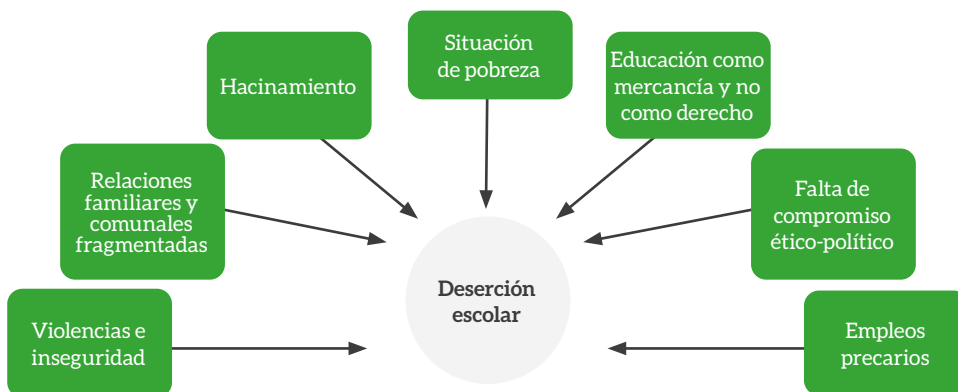 Situación
de pobreza
Hacinamiento
Educación como
mercancía y no
como derecho
Relaciones
familiares y
comunales
fragmentadas
Falta de
compromiso
ético-político
Deserción
escolar
Violencias e
inseguridad
Empleos
precarios